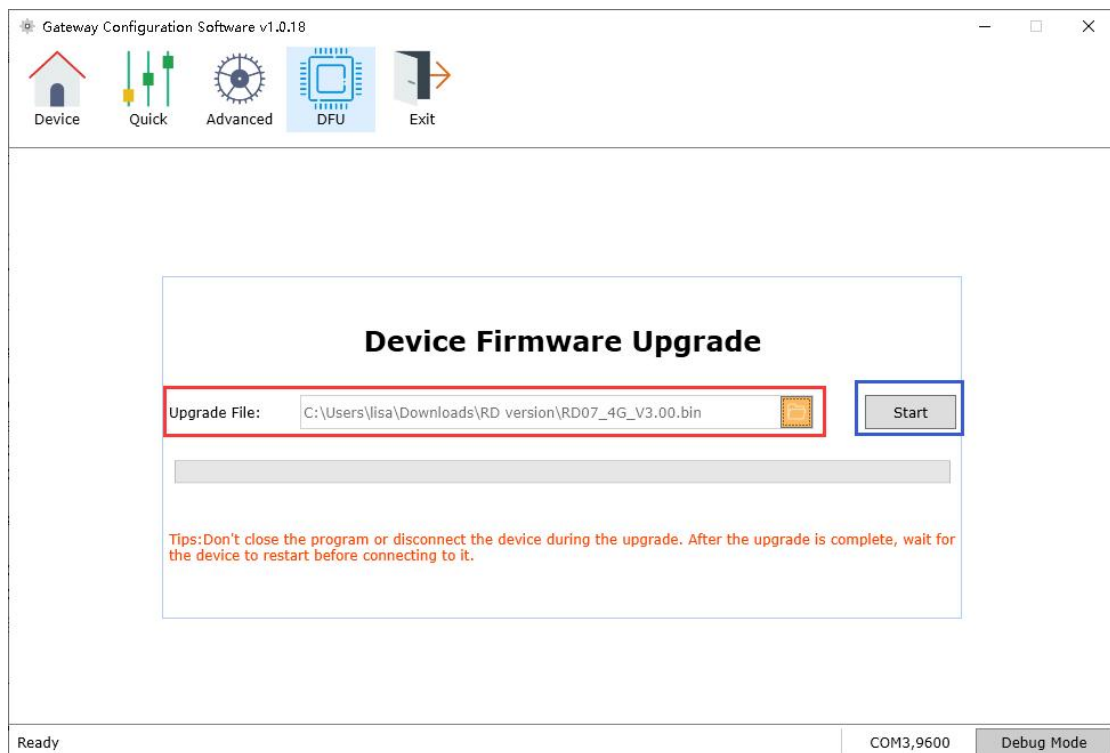 Gateway Configuration Software v1.0.18
Device Quick Advanced DFU Exit
Device Firmware Upgrade
Upgrade File: C:\Users\lisa\Downloads\RD version\RD07_4G_V3.00.bin Start
Tips:Don't close the program or disconnect the device during the upgrade. After the upgrade is complete, wait for
the device to restart before connecting to it.
Ready COM3,9600 Debug Mode